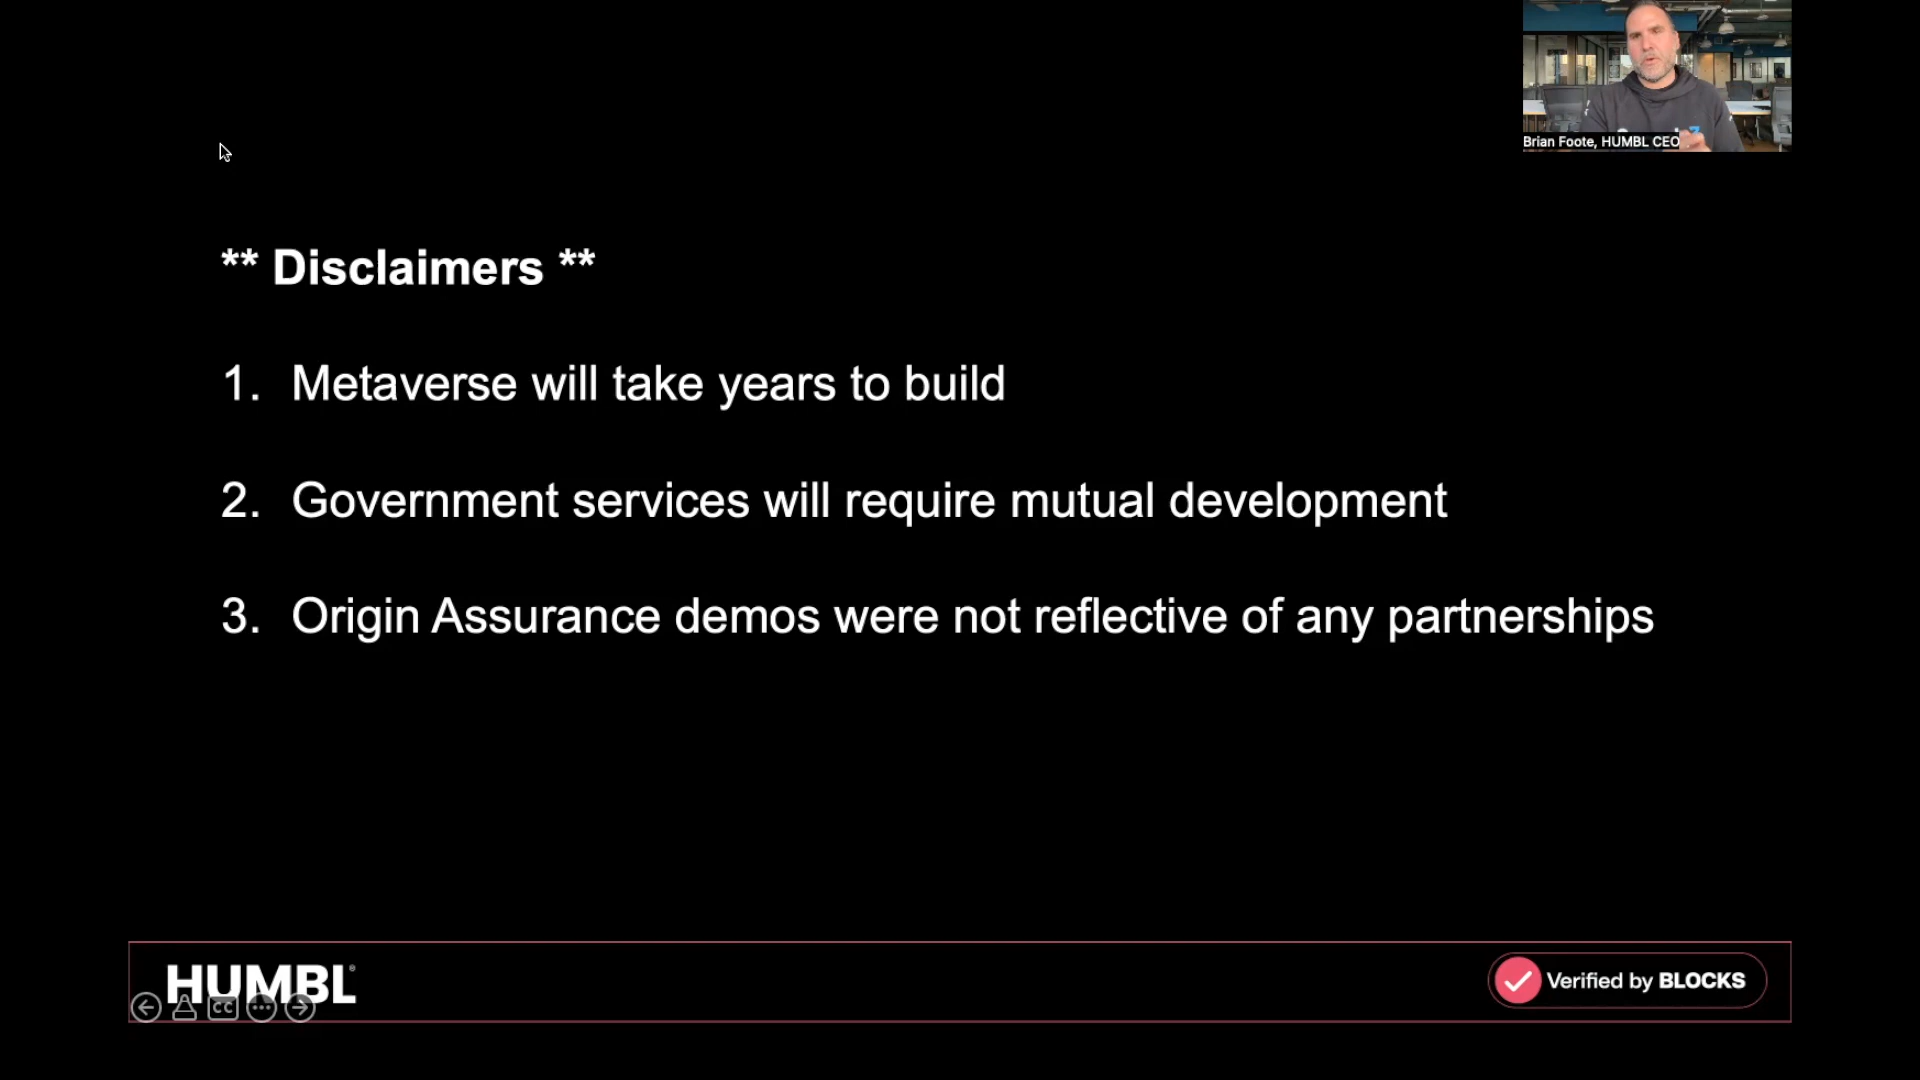 Brian Foote, HUMBL CEO
** Disclaimers **
1. Metaverse will take years to build
2. Government services will require mutual development
3. Origin Assurance demos were not reflective of any partnerships
HUMBL®
CC
Verified by BLOCKS